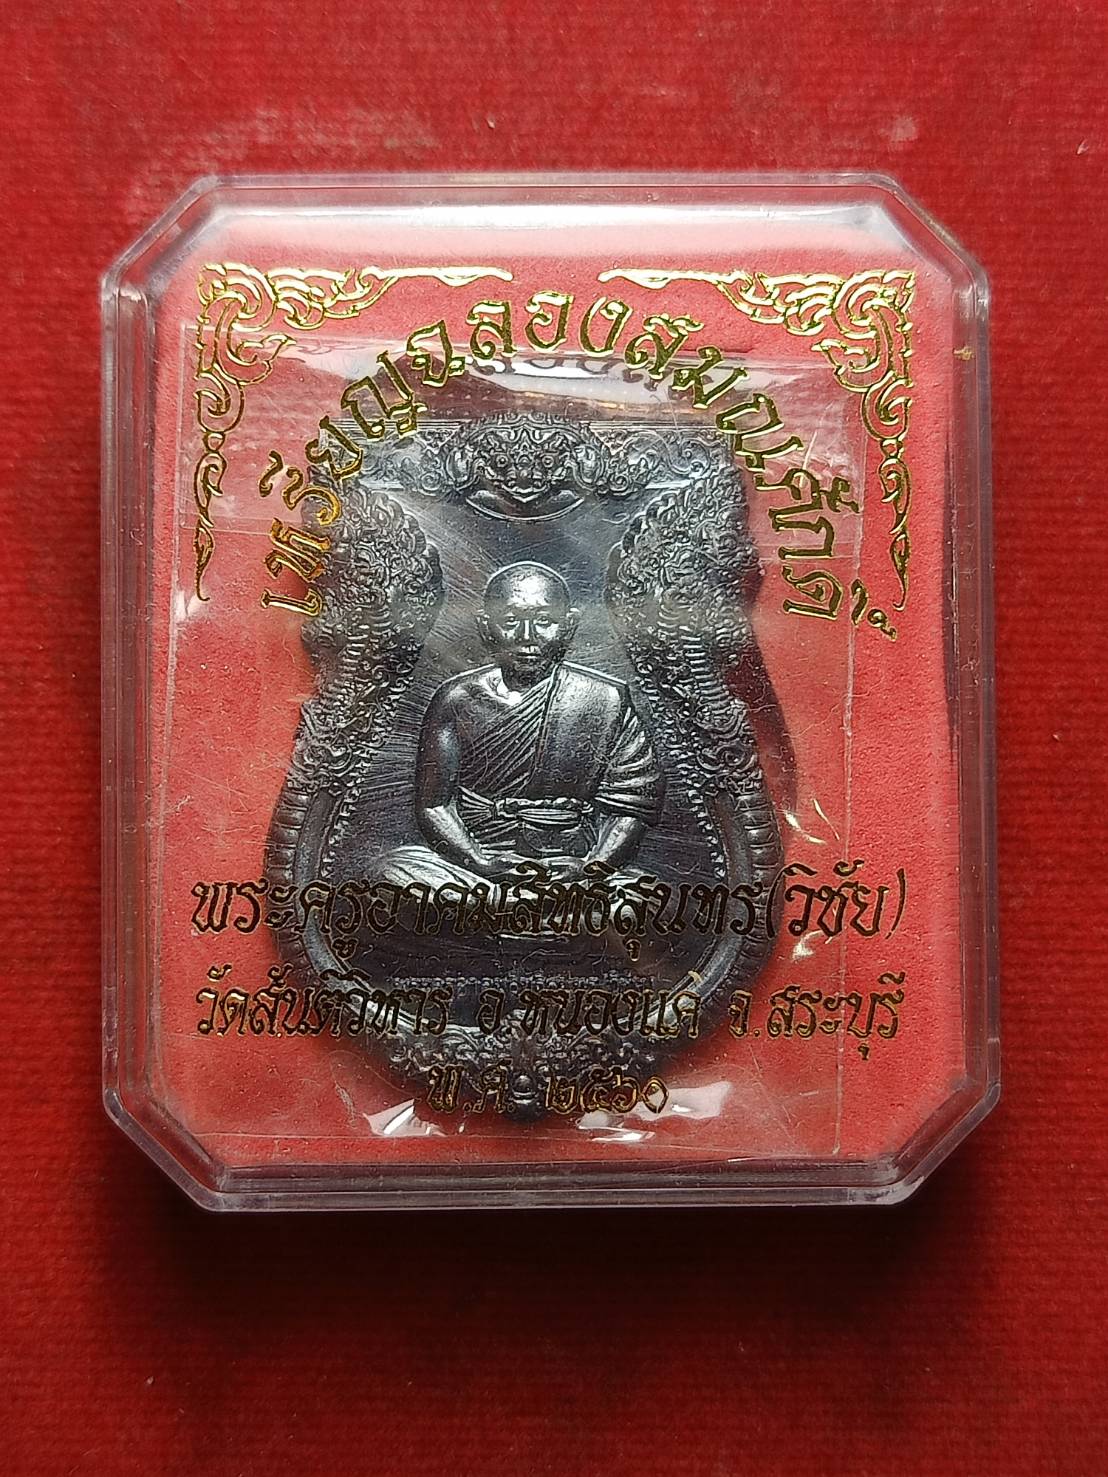 เหรียญฉลองสมณศักดิ์
พระครูอาคมสิทธิสุนทร(วิชัย)
วัดสันติวิหาร อ.หนองแค จ.สระบุรี
พ.ศ. ๒๕๖๐